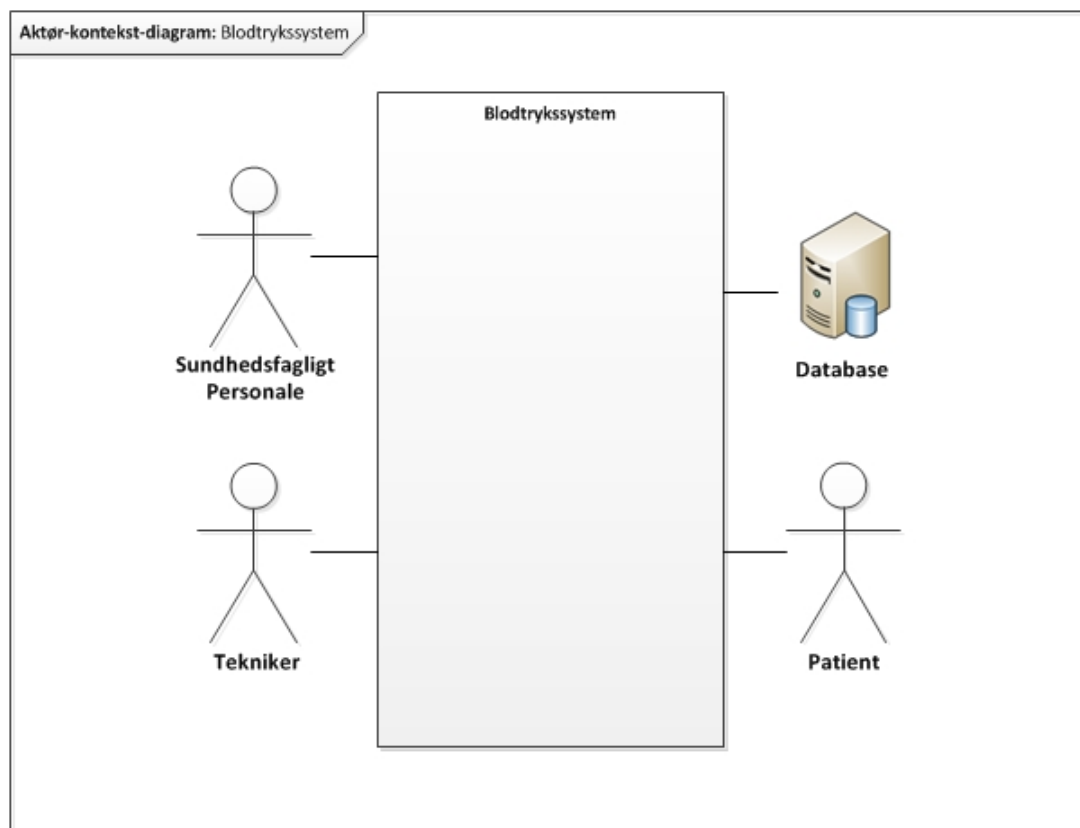 Aktør-kontekst-diagram: Blodtrykssystem
Blodtrykssystem
Sundhedsfagligt
Personale
Database
Tekniker
Patient